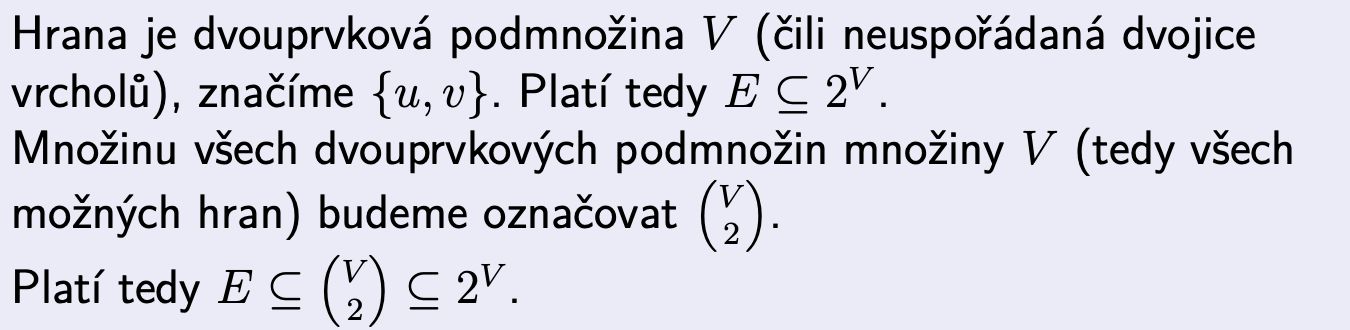 Hrana je dvouprvková podmnožina $V$ (čili neuspořádaná dvojice
vrcholů), značíme $\{u, v\}$. Platí tedy $E \subseteq 2^V$.
Množinu všech dvouprvkových podmnožin množiny $V$ (tedy všech
možných hran) budeme označovat $\binom{V}{2}$.
Platí tedy $E \subseteq \binom{V}{2} \subseteq 2^V$.